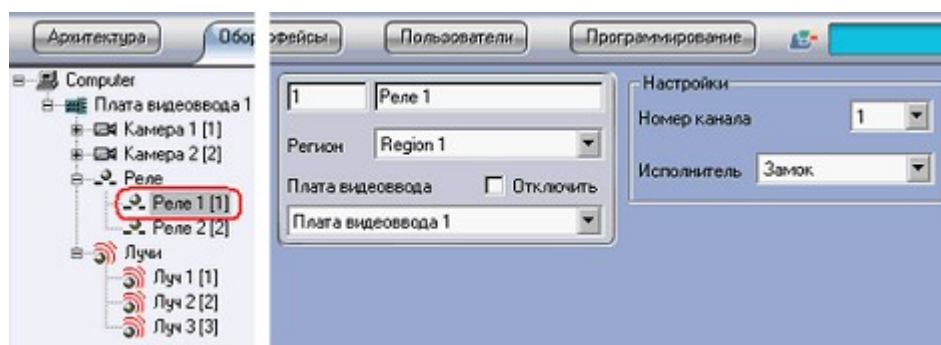 Архитектура Обор рфейсы Пользователи Программирование
Computer
Плата видеоввода 1
Камера 1 [1]
Камера 2 [2]
Реле
Реле 1 [1]
Реле 2 [2]
Лучи
Луч 1 [1]
Луч 2 [2]
Луч 3 [3]
1 Реле 1
Регион Region 1
Плата видеоввода Отключить
Плата видеоввода 1
Настройки
Номер канала 1
Исполнитель Замок